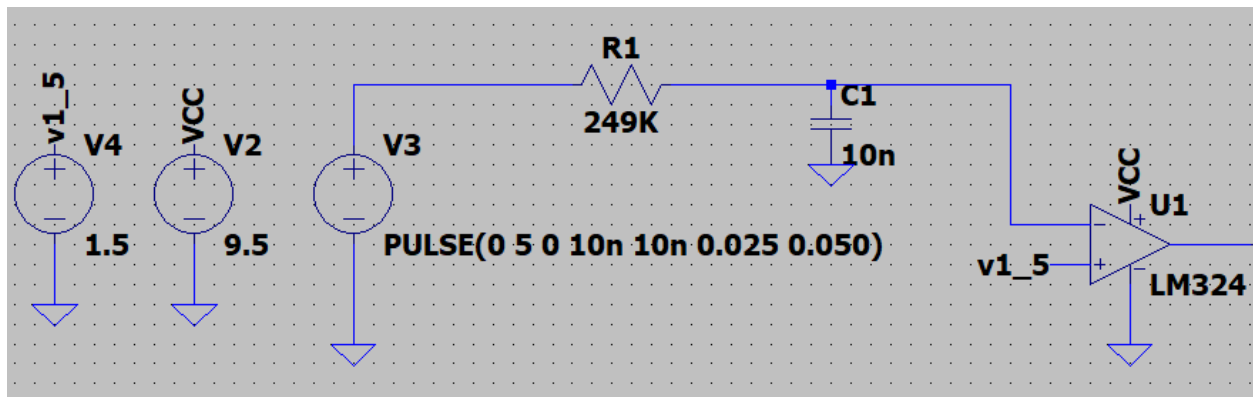 R1
249K
C1
10n
v1_5
V4
+
−
1.5
VCC
V2
+
−
9.5
V3
+
−
PULSE(0 5 0 10n 10n 0.025 0.050)
VCC
U1
+
−
v1_5
+
−
LM324